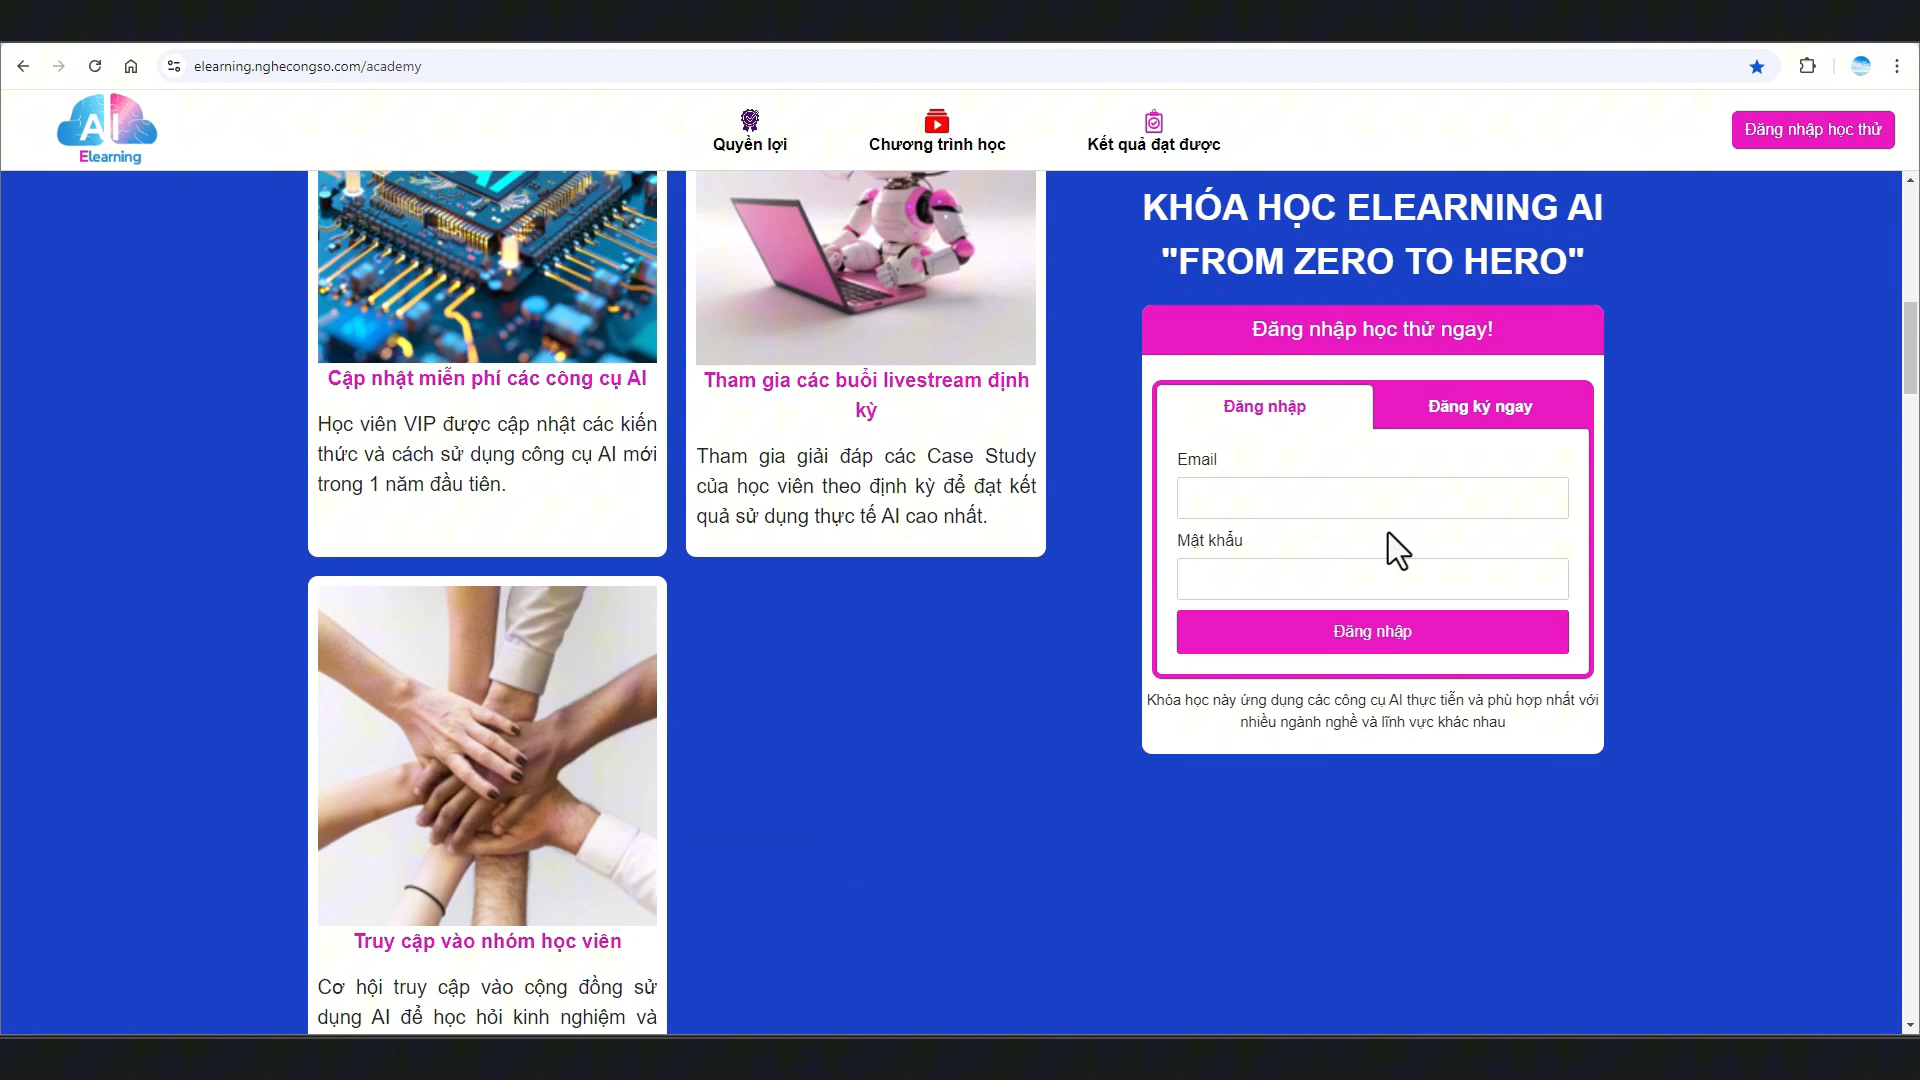 elearning.nghecongso.com/academy
AI
Elearning
Quyền lợi
Chương trình học
Kết quả đạt được
Đăng nhập học thử
Cập nhật miễn phí các công cụ AI
Học viên VIP được cập nhật các kiến
thức và cách sử dụng công cụ AI mới
trong 1 năm đầu tiên.
Tham gia các buổi livestream định
kỳ
Tham gia giải đáp các Case Study
của học viên theo định kỳ để đạt kết
quả sử dụng thực tế AI cao nhất.
Truy cập vào nhóm học viên
Cơ hội truy cập vào cộng đồng sử
dụng AI để học hỏi kinh nghiệm và
KHÓA HỌC ELEARNING AI
"FROM ZERO TO HERO"
Đăng nhập học thử ngay!
Đăng nhập
Đăng ký ngay
Email
Mật khẩu
Đăng nhập
Khóa học này ứng dụng các công cụ AI thực tiễn và phù hợp nhất với
nhiều ngành nghề và lĩnh vực khác nhau